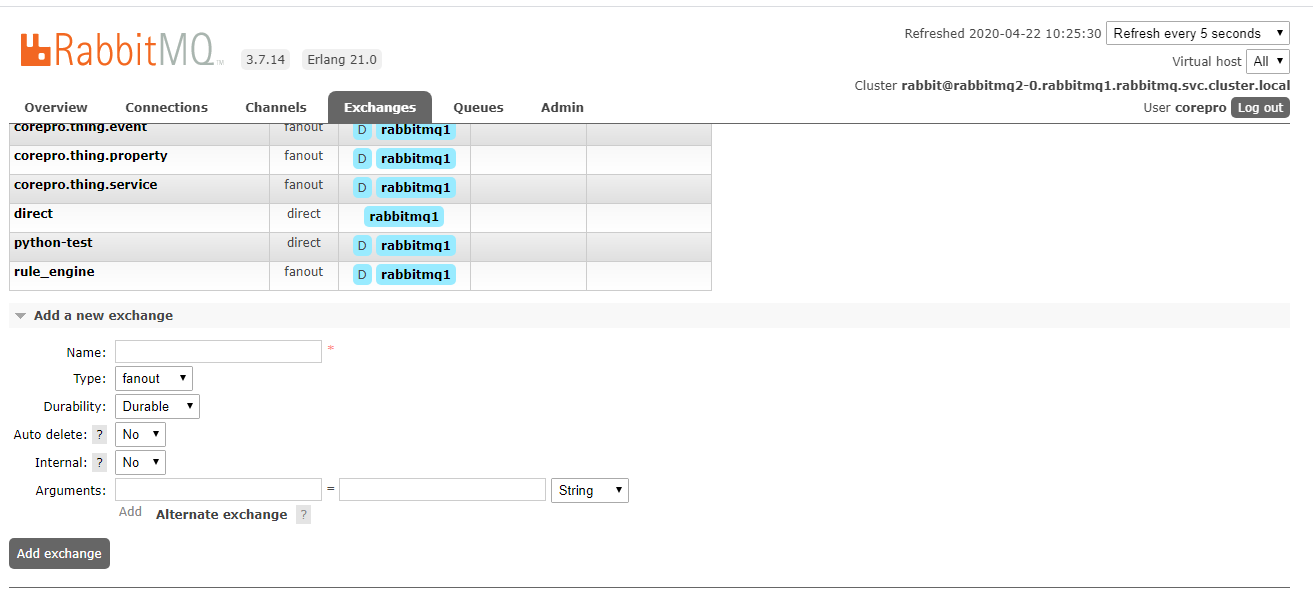 Refreshed 2020-04-22 10:25:30 Refresh every 5 seconds
RabbitMQ TM 3.7.14 Erlang 21.0
Virtual host All
Cluster rabbit@rabbitmq2-0.rabbitmq1.rabbitmq.svc.cluster.local
Overview Connections Channels Exchanges Queues Admin
User corepro Log out
corepro.thing.event fanout D rabbitmq1
corepro.thing.property fanout D rabbitmq1
corepro.thing.service fanout D rabbitmq1
direct direct rabbitmq1
python-test direct D rabbitmq1
rule_engine fanout D rabbitmq1
Add a new exchange
Name: *
Type: fanout
Durability: Durable
Auto delete: ? No
Internal: ? No
Arguments: = String
Add Alternate exchange ?
Add exchange